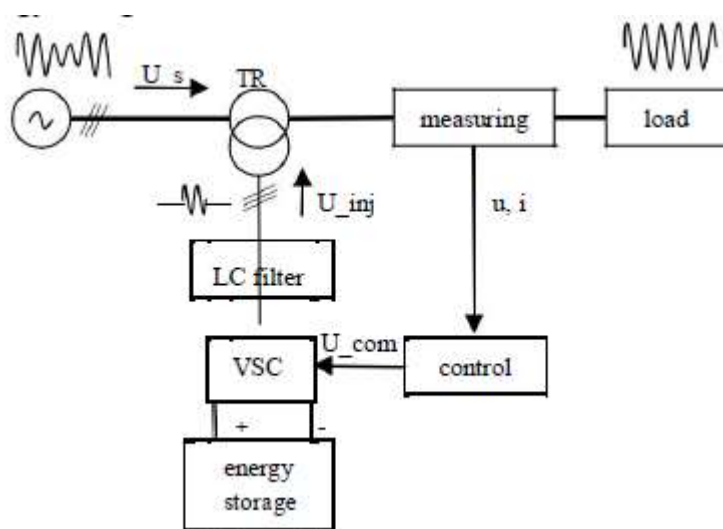 U_s
TR
measuring
load
U_inj
u, i
LC filter
U_com
VSC
control
+ -
energy
storage